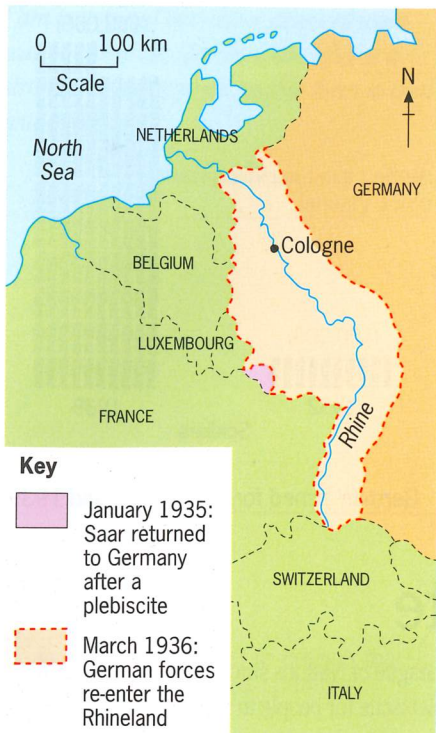 0 100 km
Scale
N
NETHERLANDS
North
Sea
GERMANY
Cologne
BELGIUM
LUXEMBOURG
FRANCE
Rhine
Key
January 1935:
Saar returned
to Germany
after a
plebiscite
SWITZERLAND
March 1936:
German forces
re-enter the
Rhineland
ITALY